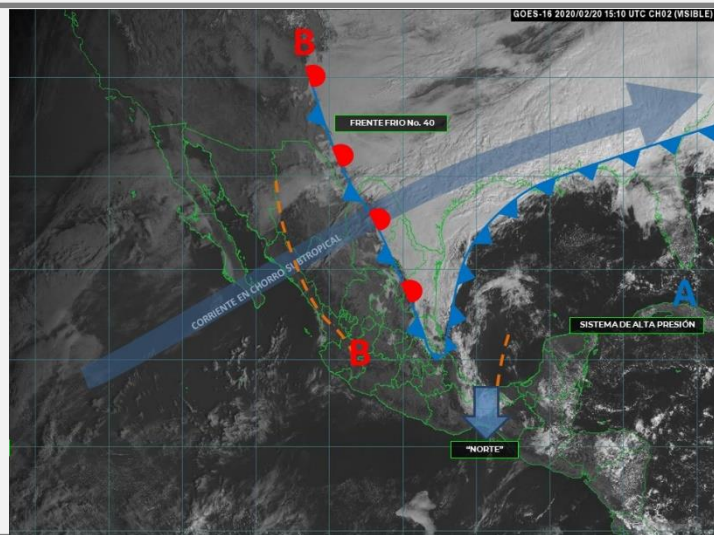 GOES-16 2020/02/20 15:10 UTC CH02 (VISIBLE)
B
FRENTE FRIO No. 40
CORRIENTE EN CHORRO SUBTROPICAL
A
SISTEMA DE ALTA PRESIÓN
B
"NORTE"